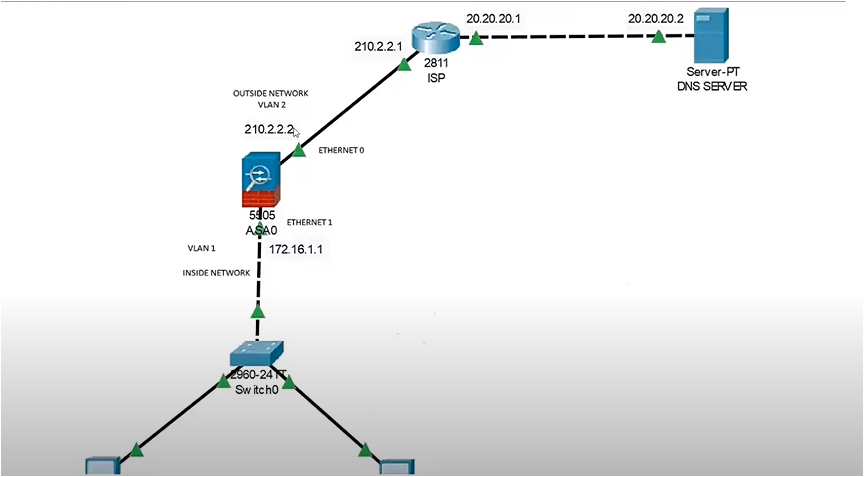 20.20.20.1
20.20.20.2
210.2.2.1
2811
ISP
Server-PT
DNS SERVER
OUTSIDE NETWORK
VLAN 2
210.2.2.2
ETHERNET 0
5505
ASA0
ETHERNET 1
VLAN 1
172.16.1.1
INSIDE NETWORK
2960-24TT
Switch0